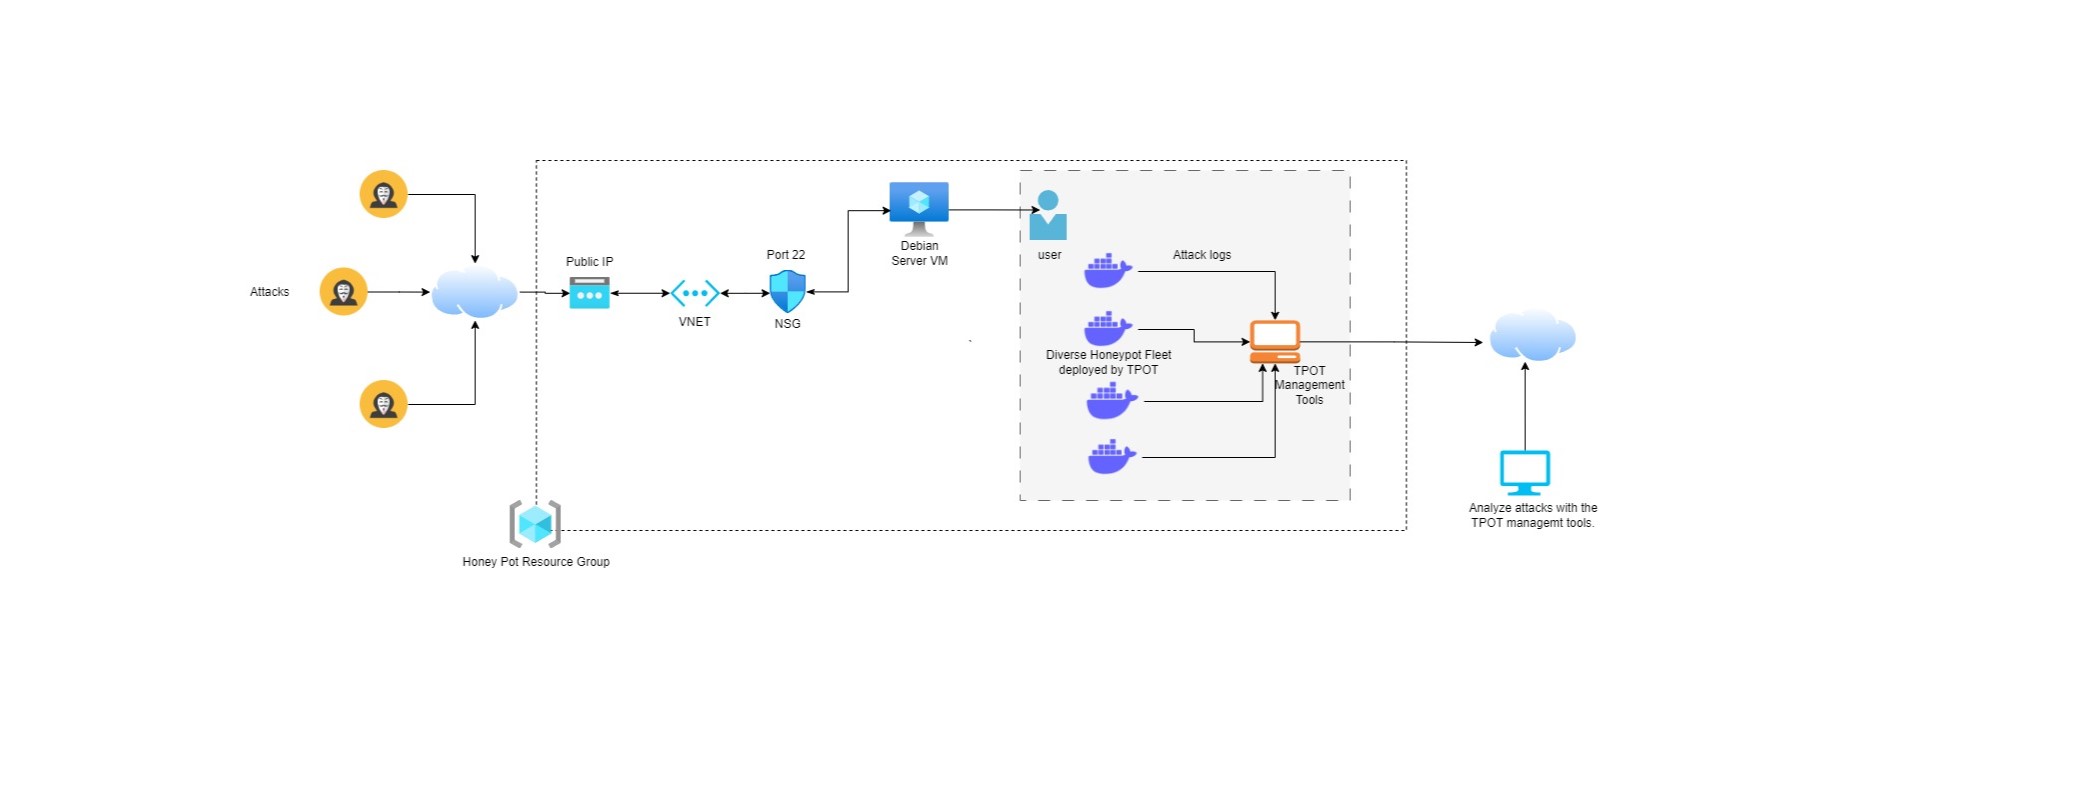 Attacks
Public IP
VNET
Port 22
NSG
Debian
Server VM
user
Attack logs
Diverse Honeypot Fleet
deployed by TPOT
TPOT
Management
Tools
Analyze attacks with the
TPOT managemt tools.
Honey Pot Resource Group